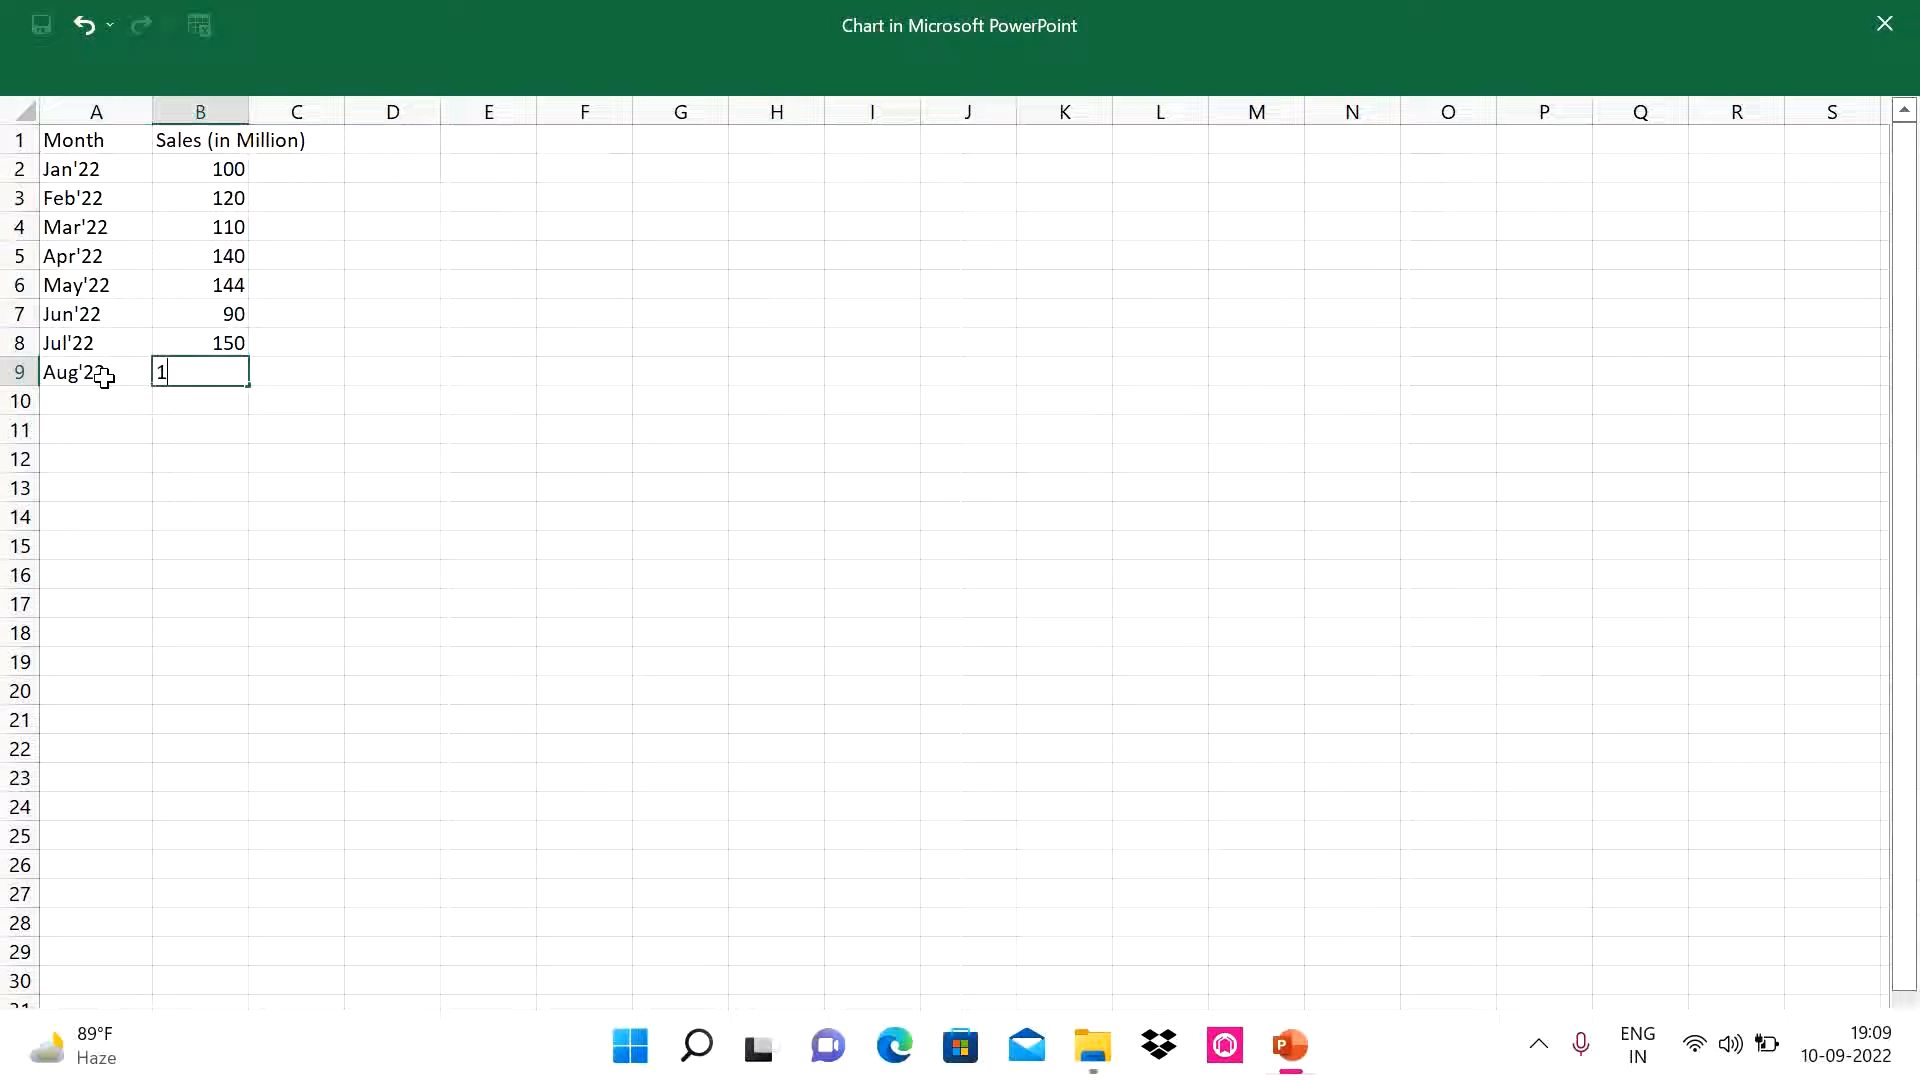 Chart in Microsoft PowerPoint
A B C D E F G H I J K L M N O P Q R S
1 Month Sales (in Million)
2 Jan'22 100
3 Feb'22 120
4 Mar'22 110
5 Apr'22 140
6 May'22 144
7 Jun'22 90
8 Jul'22 150
9 Aug'22 1
10
11
12
13
14
15
16
17
18
19
20
21
22
23
24
25
26
27
28
29
30
31
89°F ENG 19:09
Haze IN 10-09-2022